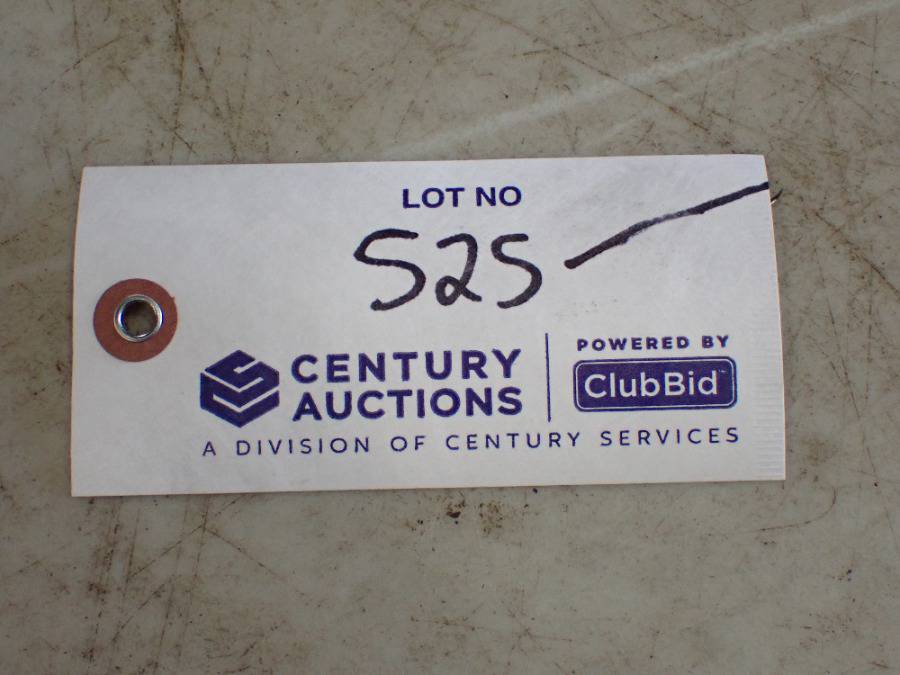 LOT NO
525
CENTURY
AUCTIONS
POWERED BY
ClubBid
A DIVISION OF CENTURY SERVICES